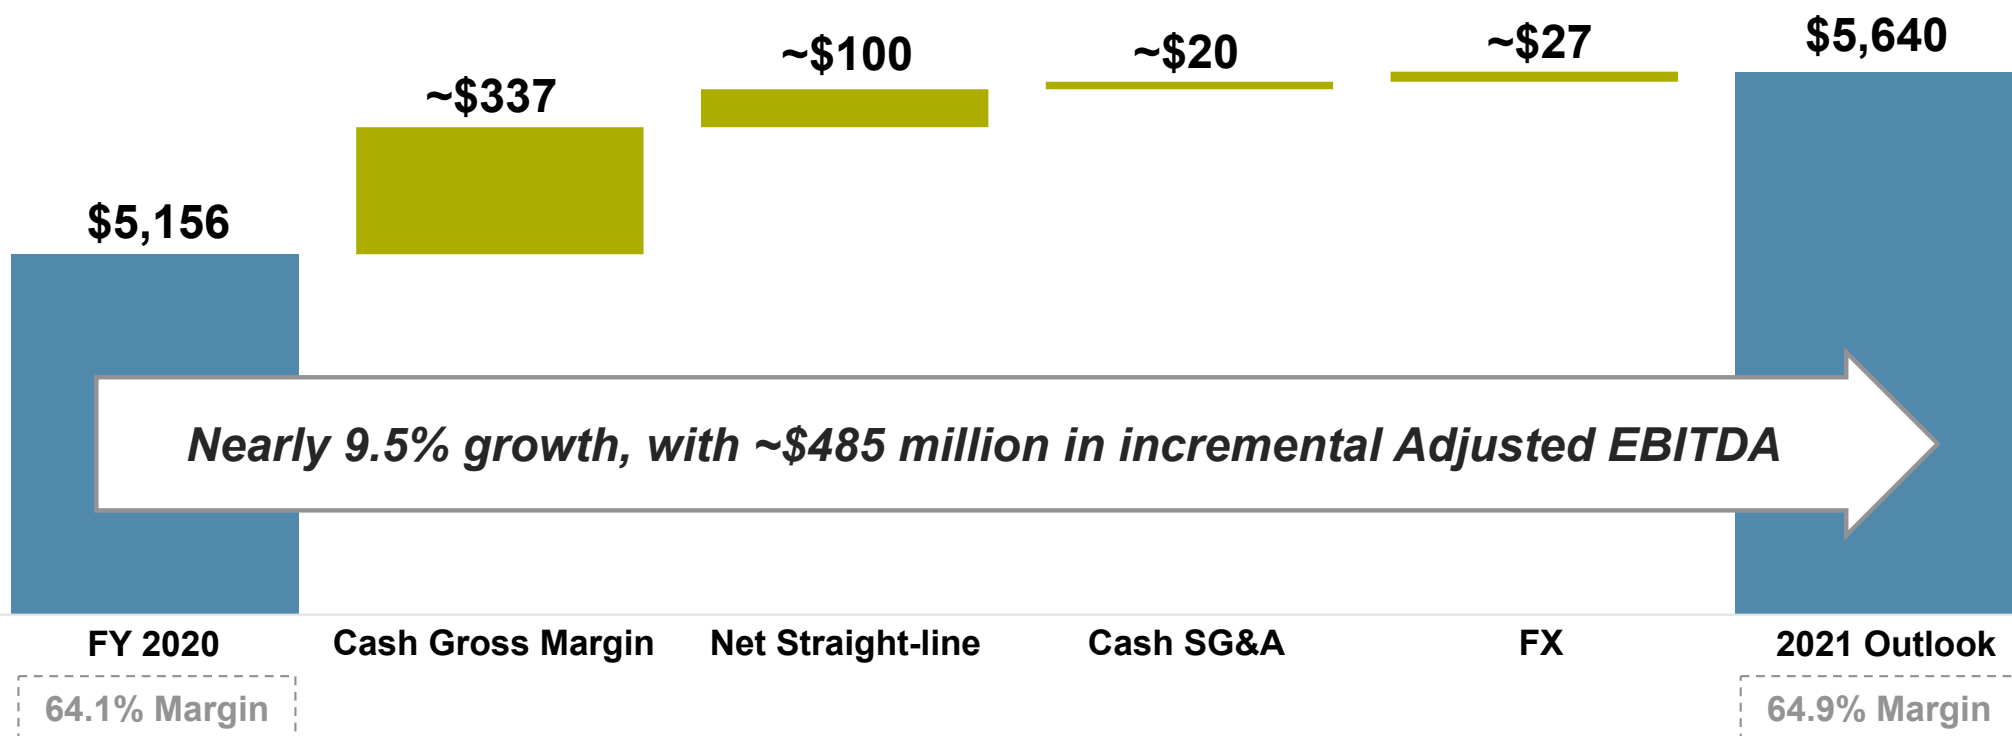 ~$337
~$100
~$20
~$27
$5,640
$5,156
Nearly 9.5% growth, with ~$485 million in incremental Adjusted EBITDA
FY 2020
Cash Gross Margin
Net Straight-line
Cash SG&A
FX
2021 Outlook
64.1% Margin
64.9% Margin